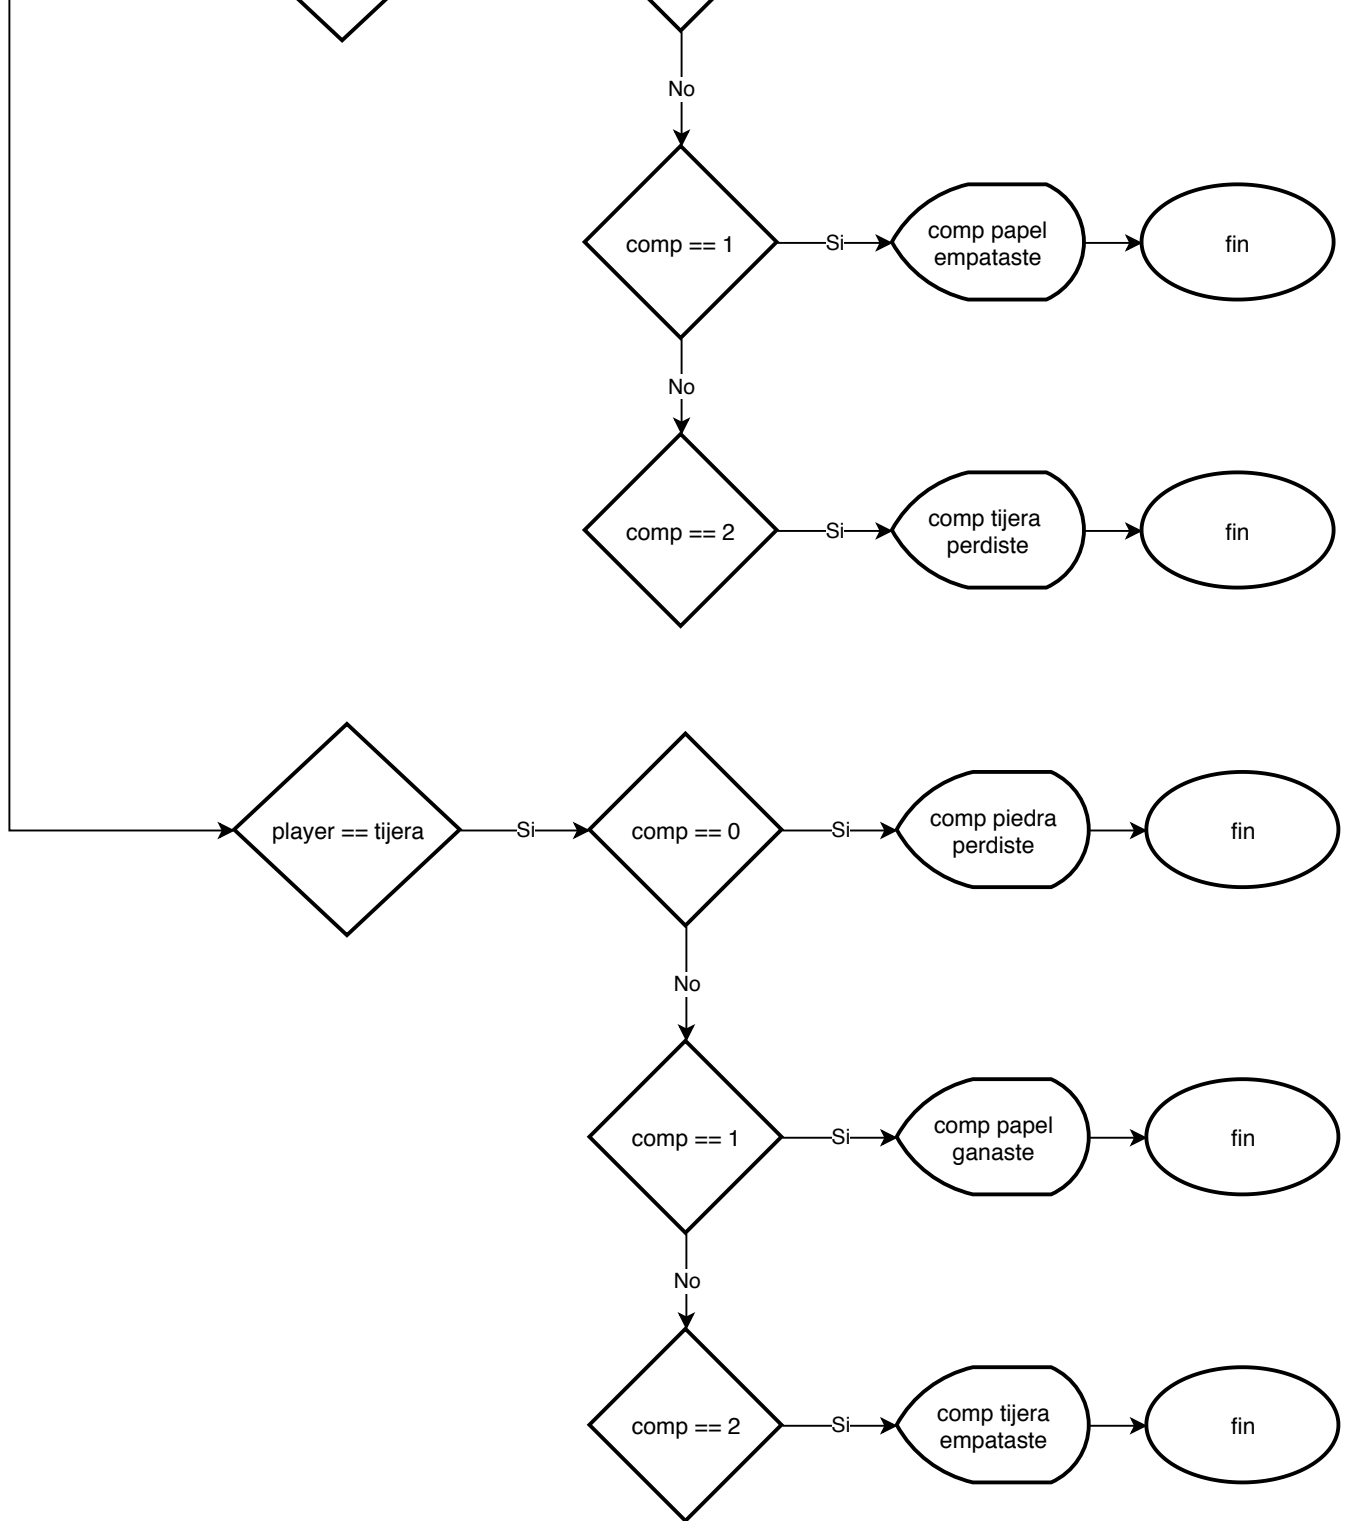 No
comp == 1
Si
comp papel
empataste
fin
No
comp == 2
Si
comp tijera
perdiste
fin
player == tijera
Si
comp == 0
Si
comp piedra
perdiste
fin
No
comp == 1
Si
comp papel
ganaste
fin
No
comp == 2
Si
comp tijera
empataste
fin